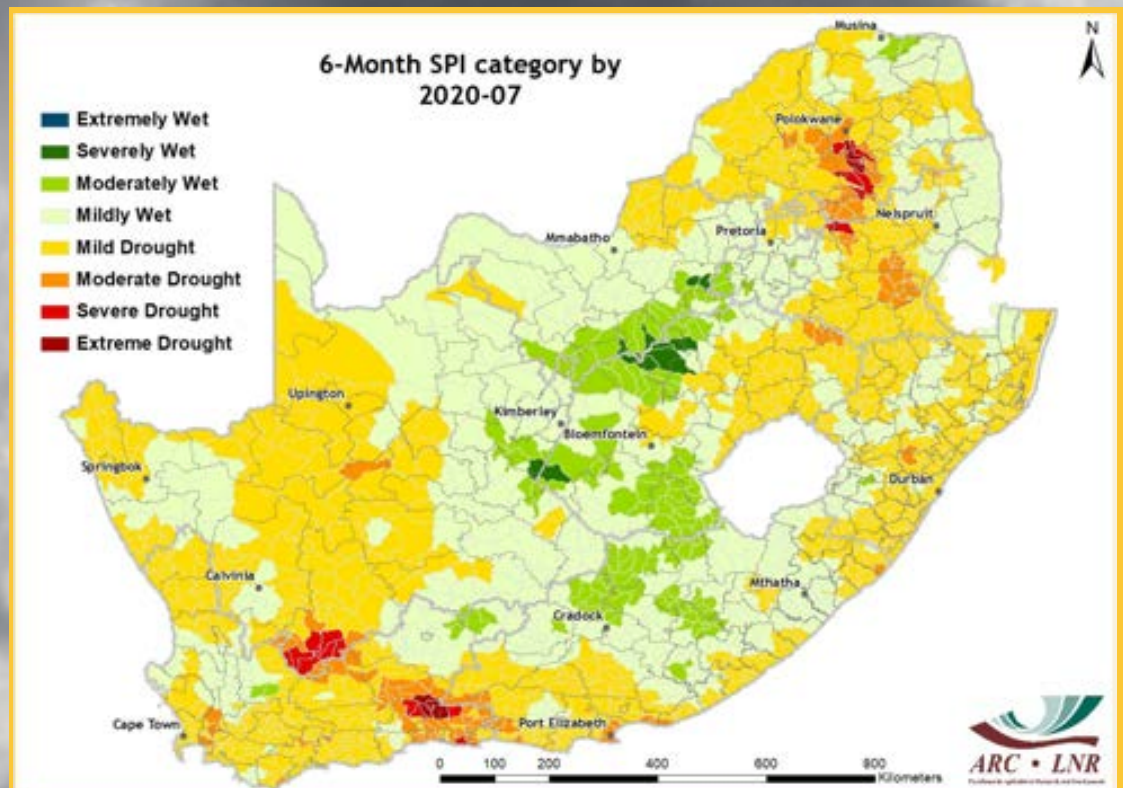 6-Month SPI category by
2020-07
N
Extremely Wet
Severely Wet
Moderately Wet
Mildly Wet
Mild Drought
Moderate Drought
Severe Drought
Extreme Drought
Musina
Polokwane
Nelspruit
Pretoria
Mmabatho
Upington
Kimberley
Bloemfontein
Springbok
Durban
Calvinia
Mthatha
Cradock
Cape Town
Port Elizabeth
0 100 200 400 600 800
Kilometers
ARC • LNR